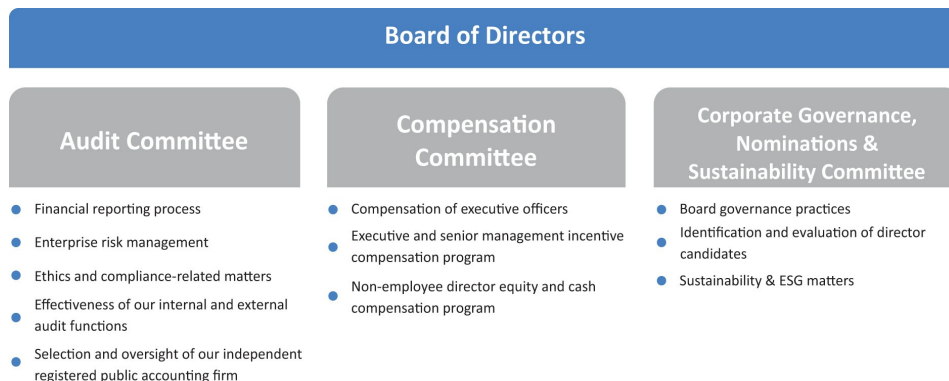 Board of Directors
Audit Committee
Financial reporting process
Enterprise risk management
Ethics and compliance-related matters
Effectiveness of our internal and external
audit functions
Selection and oversight of our independent
registered public accounting firm
Compensation
Committee
Compensation of executive officers
Executive and senior management incentive
compensation program
Non-employee director equity and cash
compensation program
Corporate Governance,
Nominations &
Sustainability Committee
Board governance practices
Identification and evaluation of director
candidates
Sustainability & ESG matters